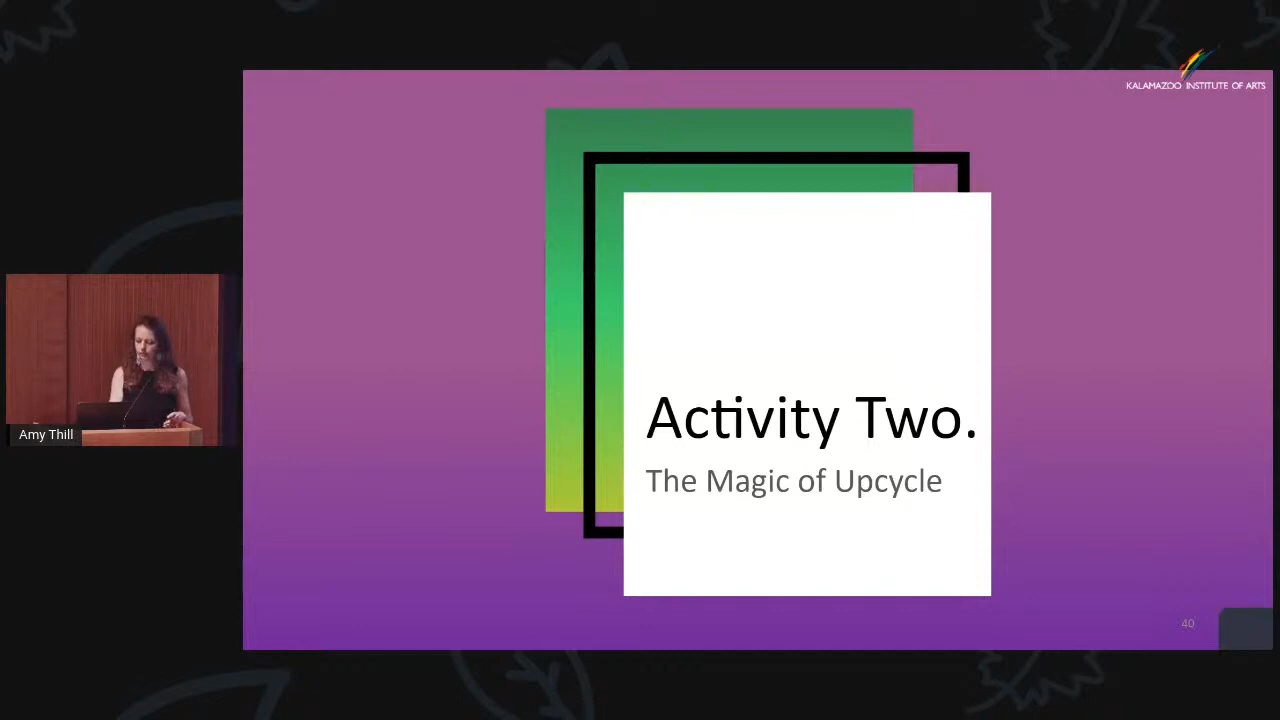 KALAMAZOO INSTITUTE OF ARTS
Activity Two.
The Magic of Upcycle
Amy Thill
40